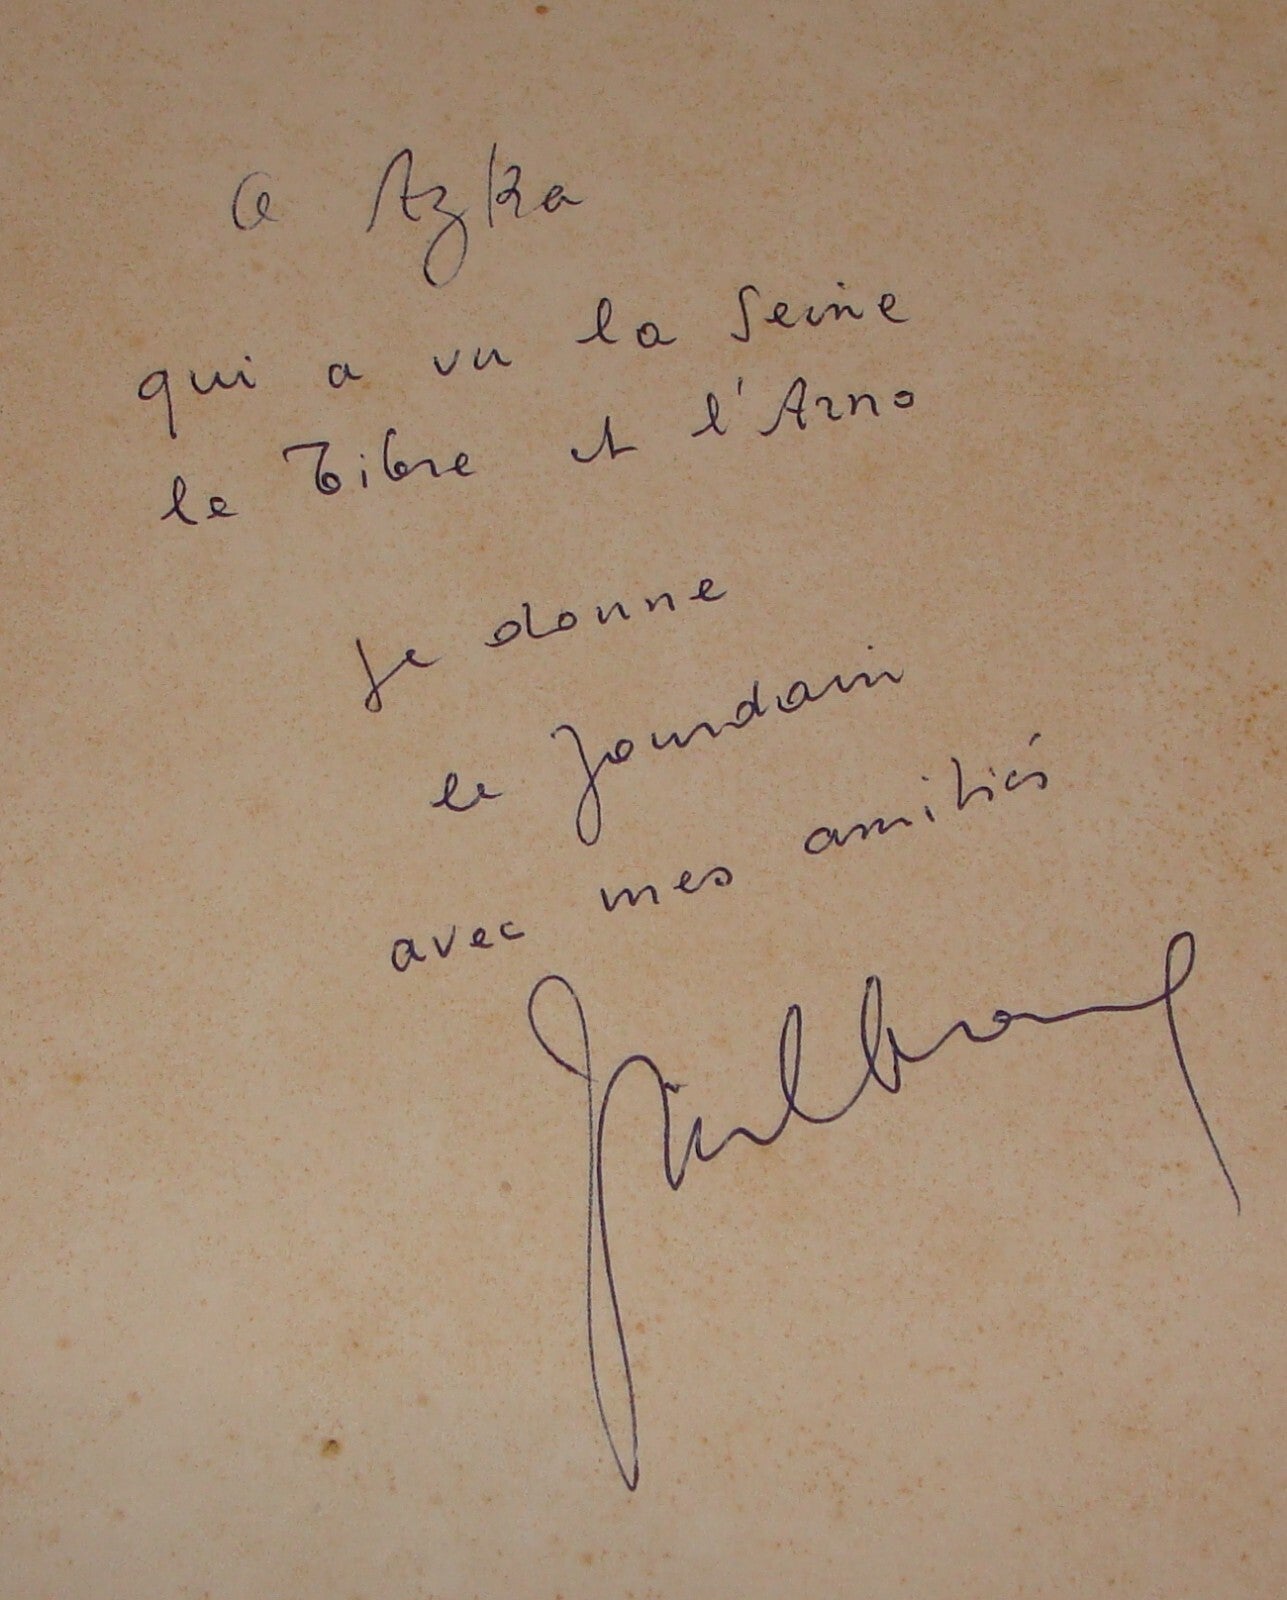 A Azka
qui a vu la Seine
le Tibre et l'Arno
je donne
le Jourdain
avec mes amitiés